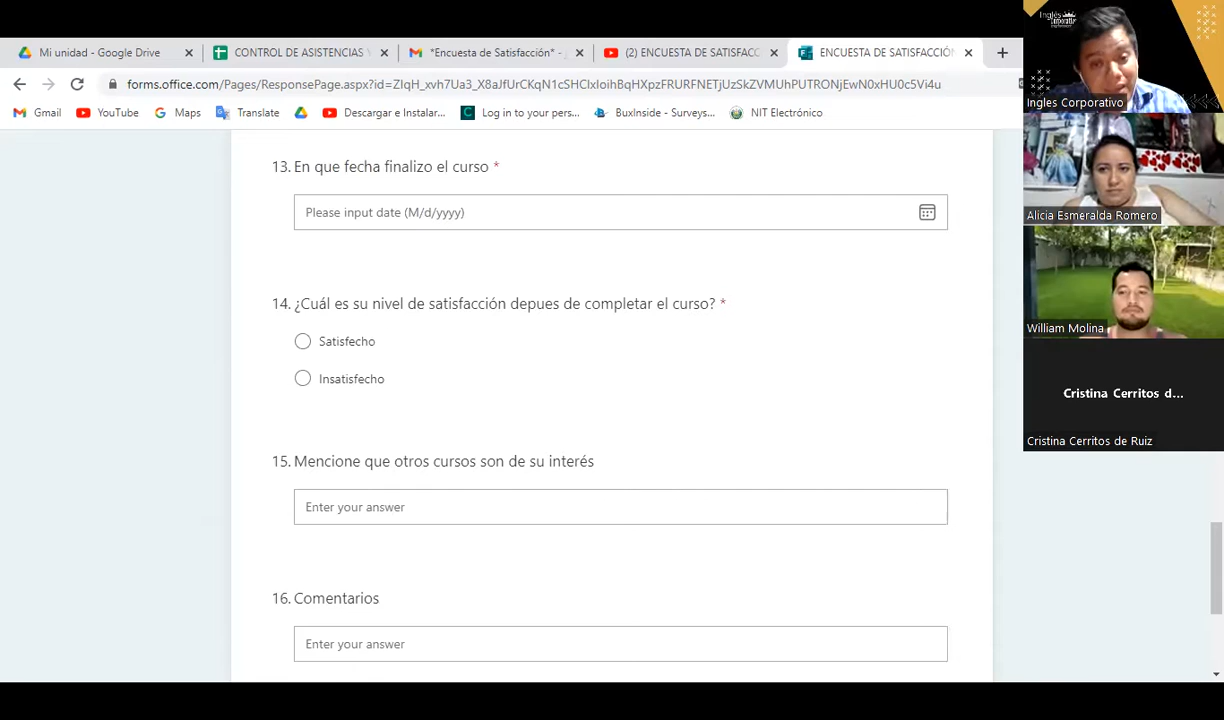 Mi unidad - Google Drive
CONTROL DE ASISTENCIAS
*Encuesta de Satisfacción* -
(2) ENCUESTA DE SATISFACC
ENCUESTA DE SATISFACCIÓN
forms.office.com/Pages/ResponsePage.aspx?id=ZIqH_xvh7Ua3_X8aJfUrCKqN1cSHCIxIoihBqHXpzFRURFNETjUzSkZVMUhPUTRONjEwN0xHU0c5Vi4u
Gmail
YouTube
Maps
Translate
Descargar e Instalar...
Log in to your pers...
BuxInside - Surveys...
NIT Electrónico
13. En que fecha finalizo el curso *
Please input date (M/d/yyyy)
14. ¿Cuál es su nivel de satisfacción depues de completar el curso? *
Satisfecho
Insatisfecho
15. Mencione que otros cursos son de su interés
Enter your answer
16. Comentarios
Enter your answer
Inglés
Corporativo
Ingles Corporativo
Alicia Esmeralda Romero
William Molina
Cristina Cerritos d...
Cristina Cerritos de Ruiz